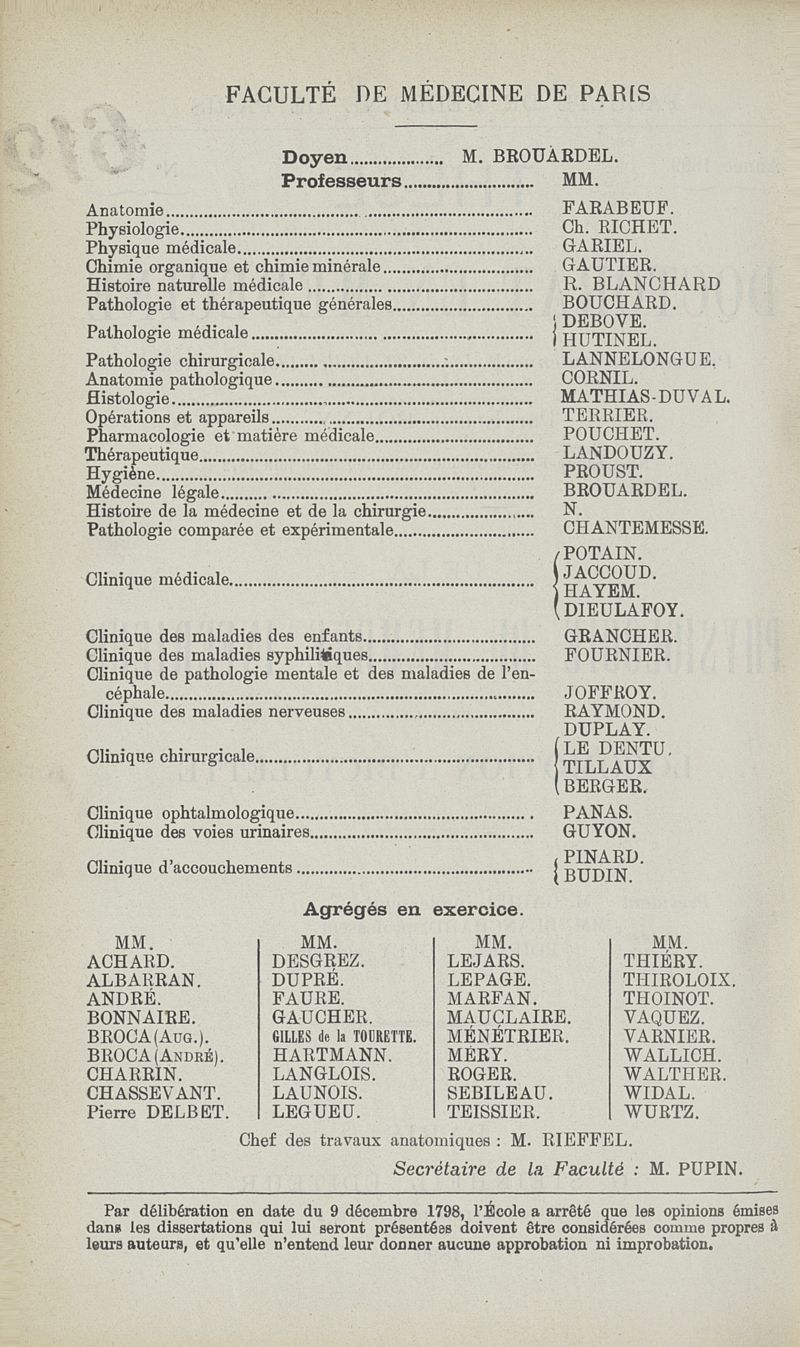 FACULTÉ DE MÉDECINE DE PARIS
Doyen................... M. BROUARDEL.
Professeurs........................... MM.
Anatomie................................................ FARABEUF.
Physiologie................................................ Ch. RICHET.
Physique médicale................................................ GARIEL.
Chimie organique et chimie minérale................................ GAUTIER.
Histoire naturelle médicale................................ R. BLANCHARD
Pathologie et thérapeutique générales........................... BOUCHARD.
Pathologie médicale................................................ { DEBOVE.
HUTINEL.
Pathologie chirurgicale................................................ LANNELONGUE.
Anatomie pathologique................................................ CORNIL.
Histologie................................................ MATHIAS-DUVAL.
Opérations et appareils................................................ TERRIER.
Pharmacologie et matière médicale................................ POUCHET.
Thérapeutique................................................ LANDOUZY.
Hygiène................................................ PROUST.
Médecine légale................................................ BROUARDEL.
Histoire de la médecine et de la chirurgie...................... N.
Pathologie comparée et expérimentale........................... CHANTEMESSE.
Clinique médicale................................................ { POTAIN.
JACCOUD.
HAYEM.
DIEULAFOY.
Clinique des maladies des enfants................................ GRANCHER.
Clinique des maladies syphilitiques................................ FOURNIER.
Clinique de pathologie mentale et des maladies de l'en-
céphale................................................ JOFFROY.
Clinique des maladies nerveuses................................ RAYMOND.
Clinique chirurgicale................................................ { DUPLAY.
LE DENTU.
TILLAUX
BERGER.
Clinique ophtalmologique................................................ PANAS.
Clinique des voies urinaires................................................ GUYON.
Clinique d'accouchements................................................ { PINARD.
BUDIN.
Agrégés en exercice.
MM.
ACHARD.
ALBARRAN.
ANDRÉ.
BONNAIRE.
BROCA (AUG.).
BROCA (ANDRÉ).
CHARRIN.
CHASSEVANT.
Pierre DELBET.
MM.
DESGREZ.
DUPRÉ.
FAURE.
GAUCHER.
GILLES de la TOURETTE.
HARTMANN.
LANGLOIS.
LAUNOIS.
LEGUEU.
MM.
LEJARS.
LEPAGE.
MARFAN.
MAUCLAIRE.
MÉNÉTRIER.
MÉRY.
ROGER.
SEBILEAU.
TEISSIER.
MM.
THIÉRY.
THIROLOIX.
THOINOT.
VAQUEZ.
VARNIER.
WALLICH.
WALTHER.
WIDAL.
WURTZ.
Chef des travaux anatomiques : M. RIEFFEL.
Secrétaire de la Faculté : M. PUPIN.
Par délibération en date du 9 décembre 1798, l'École a arrêté que les opinions émises
dans les dissertations qui lui seront présentées doivent être considérées comme propres à
leurs auteurs, et qu'elle n'entend leur donner aucune approbation ni improbation.